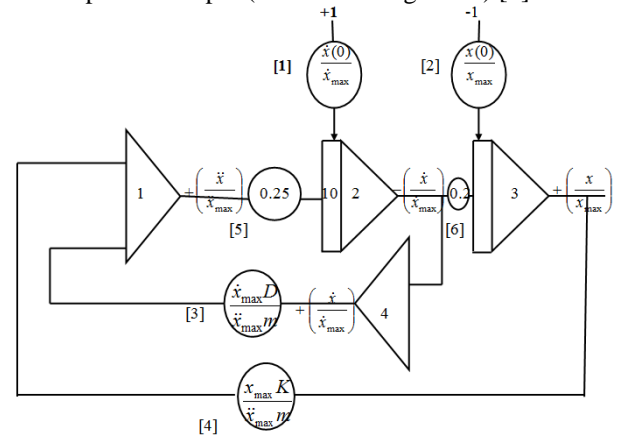 +1
-1
[1]
ẋ(0)/ẋmax
[2]
x(0)/xmax
1
+(ẍ/ẍmax)
0.25
[5]
10
2
−(ẋ/ẋmax)
0.2
[6]
3
+(x/xmax)
[3]
ẋmaxD/ẍmaxm
+(ẋ/ẋmax)
4
xmaxK/ẍmaxm
[4]